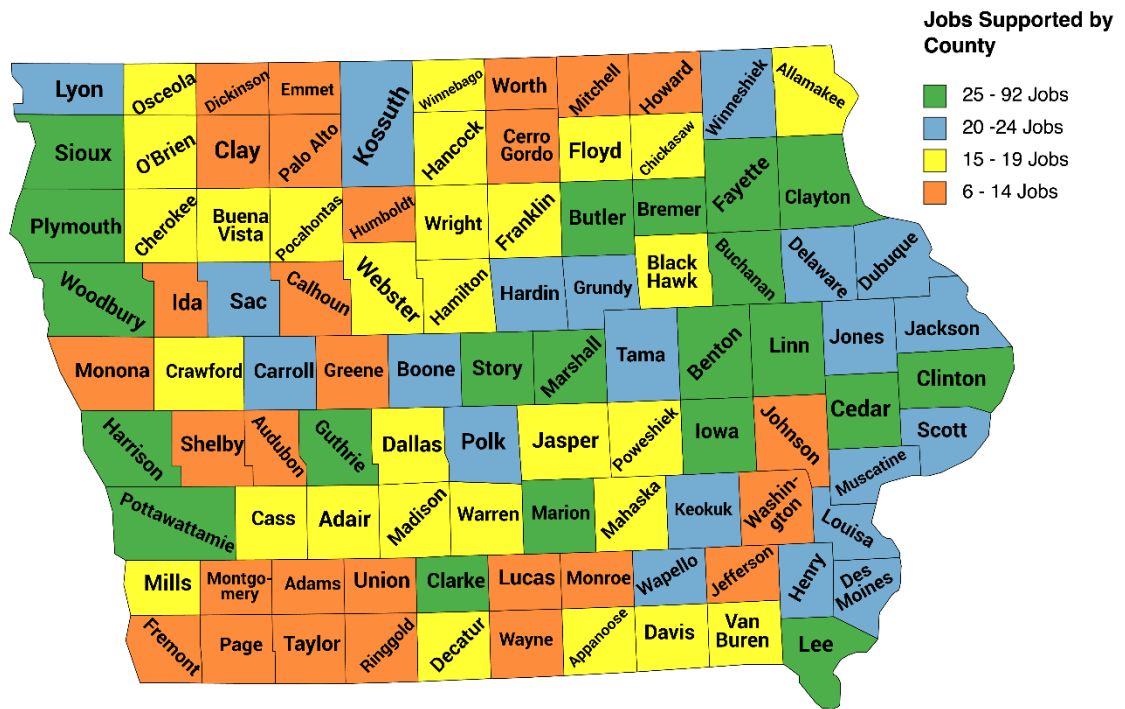 Jobs Supported by
County
25 - 92 Jobs
20 -24 Jobs
15 - 19 Jobs
6 - 14 Jobs
Lyon
Osceola
Dickinson
Emmet
Kossuth
Winnebago
Worth
Mitchell
Howard
Winneshiek
Allamakee
Sioux
O'Brien
Clay
Palo Alto
Hancock
Cerro
Gordo
Floyd
Chickasaw
Fayette
Clayton
Plymouth
Cherokee
Buena
Vista
Pocahontas
Humboldt
Wright
Franklin
Butler
Bremer
Woodbury
Ida
Sac
Calhoun
Webster
Hamilton
Hardin
Grundy
Black
Hawk
Buchanan
Delaware
Dubuque
Monona
Crawford
Carroll
Greene
Boone
Story
Marshall
Tama
Benton
Linn
Jones
Jackson
Clinton
Cedar
Harrison
Shelby
Audubon
Guthrie
Dallas
Polk
Jasper
Poweshiek
Iowa
Johnson
Scott
Muscatine
Pottawattamie
Cass
Adair
Madison
Warren
Marion
Mahaska
Keokuk
Washin-
gton
Louisa
Mills
Montgo-
mery
Adams
Union
Clarke
Lucas
Monroe
Wapello
Jefferson
Henry
Des
Moines
Fremont
Page
Taylor
Ringgold
Decatur
Wayne
Appanoose
Davis
Van
Buren
Lee